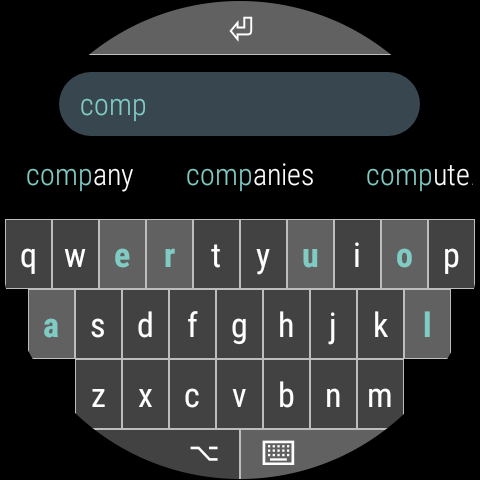 comp
company companies compute
q w e r t y u i o p
a s d f g h j k l
z x c v b n m